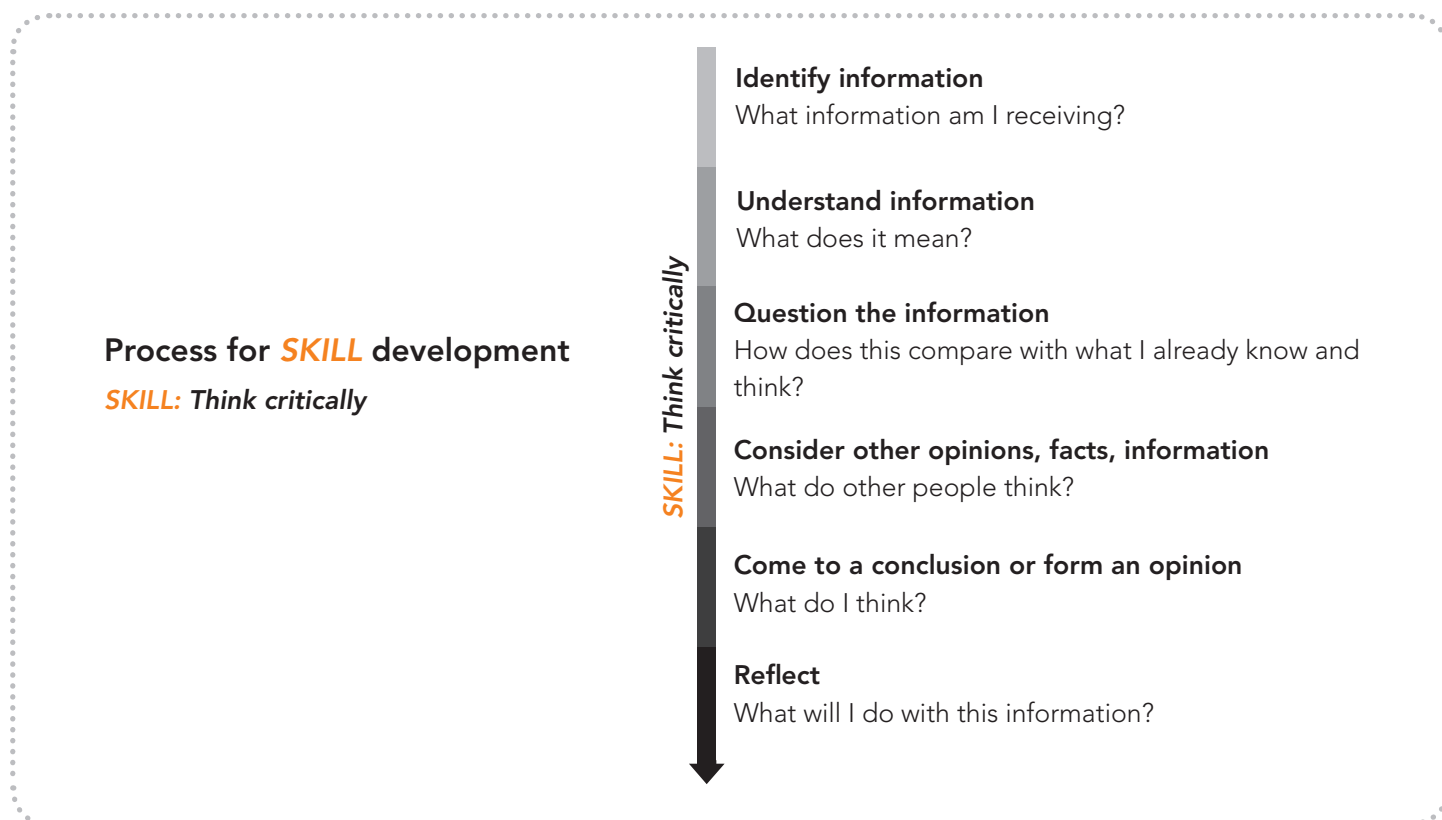 Process for SKILL development
SKILL: Think critically
SKILL: Think critically
Identify information
What information am I receiving?
Understand information
What does it mean?
Question the information
How does this compare with what I already know and
think?
Consider other opinions, facts, information
What do other people think?
Come to a conclusion or form an opinion
What do I think?
Reflect
What will I do with this information?